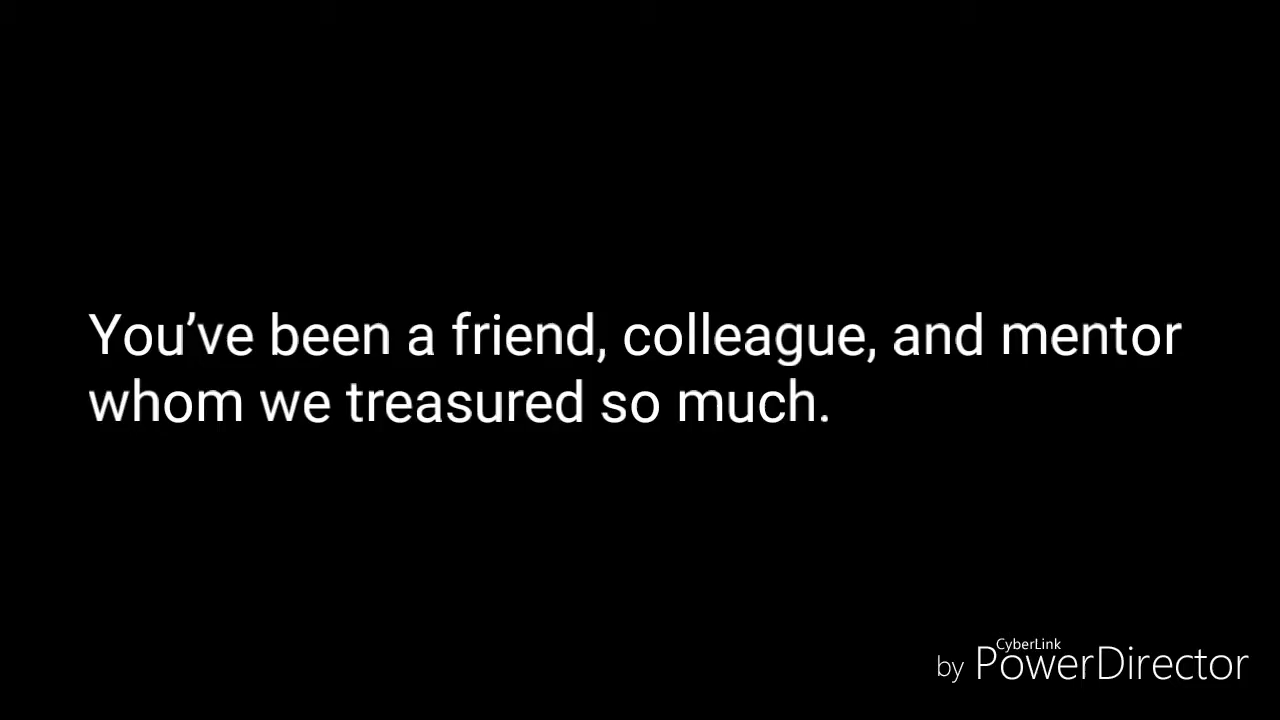 You’ve been a friend, colleague, and mentor
whom we treasured so much.
CyberLink
by PowerDirector